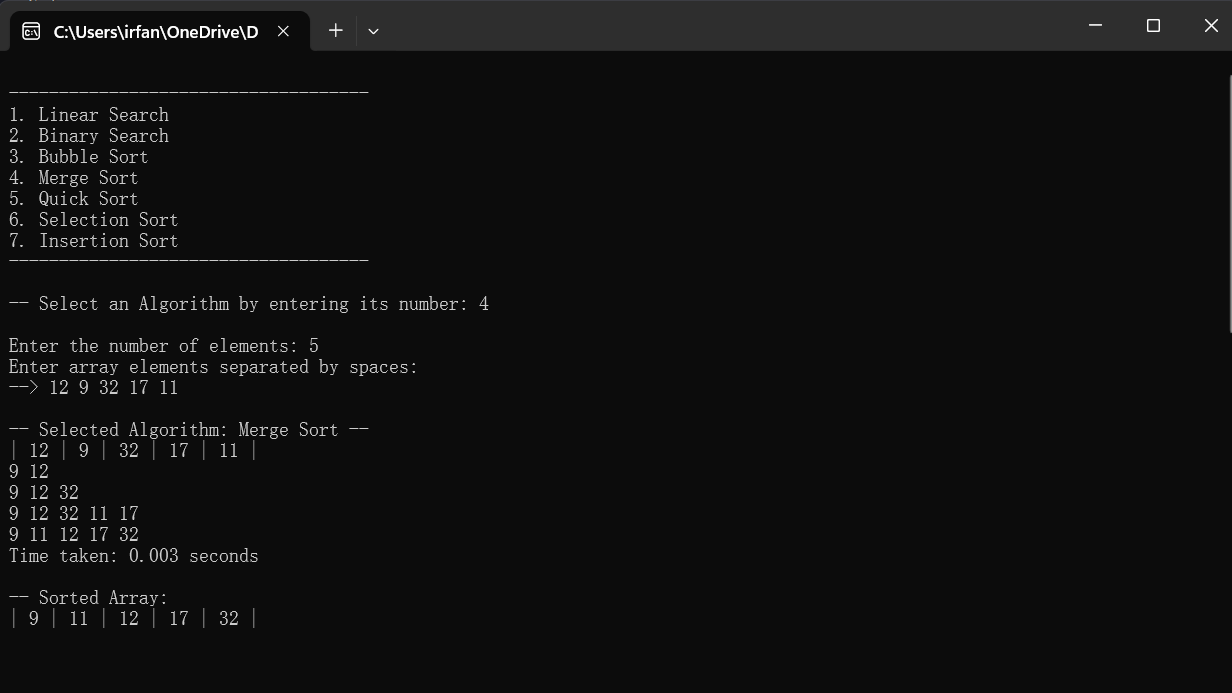 C:\Users\irfan\OneDrive\D
------------------------------------
1. Linear Search
2. Binary Search
3. Bubble Sort
4. Merge Sort
5. Quick Sort
6. Selection Sort
7. Insertion Sort
------------------------------------
-- Select an Algorithm by entering its number: 4
Enter the number of elements: 5
Enter array elements separated by spaces:
--> 12 9 32 17 11
-- Selected Algorithm: Merge Sort --
| 12 | 9 | 32 | 17 | 11 |
9 12
9 12 32
9 12 32 11 17
9 11 12 17 32
Time taken: 0.003 seconds
-- Sorted Array:
| 9 | 11 | 12 | 17 | 32 |